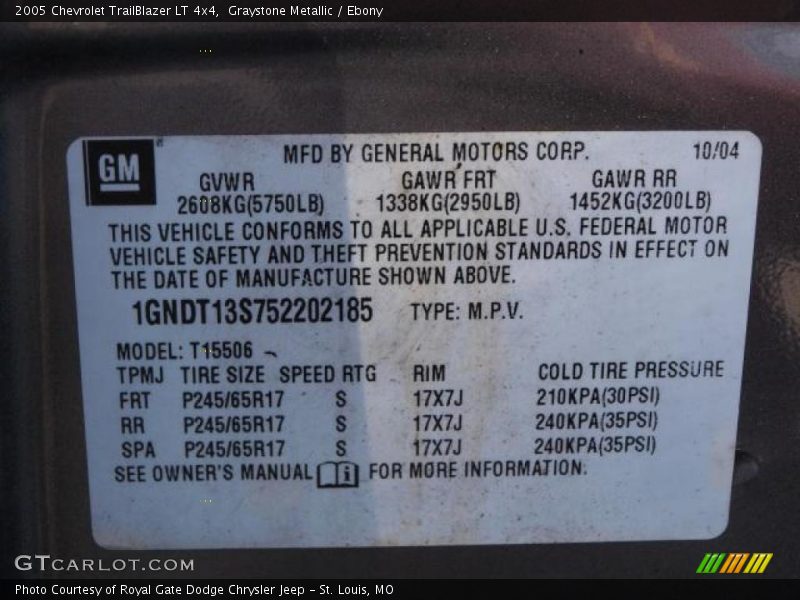 2005 Chevrolet TrailBlazer LT 4x4, Graystone Metallic / Ebony
GM
MFD BY GENERAL MOTORS CORP. 10/04
GVWR GAWR FRT GAWR RR
2608KG(5750LB) 1338KG(2950LB) 1452KG(3200LB)
THIS VEHICLE CONFORMS TO ALL APPLICABLE U.S. FEDERAL MOTOR
VEHICLE SAFETY AND THEFT PREVENTION STANDARDS IN EFFECT ON
THE DATE OF MANUFACTURE SHOWN ABOVE.
1GNDT13S752202185 TYPE: M.P.V.
MODEL: T15506
TPMJ TIRE SIZE SPEED RTG RIM COLD TIRE PRESSURE
FRT P245/65R17 S 17X7J 210KPA(30PSI)
RR P245/65R17 S 17X7J 240KPA(35PSI)
SPA P245/65R17 S 17X7J 240KPA(35PSI)
SEE OWNER'S MANUAL i FOR MORE INFORMATION.
GTCARLOT.COM
Photo Courtesy of Royal Gate Dodge Chrysler Jeep - St. Louis, MO